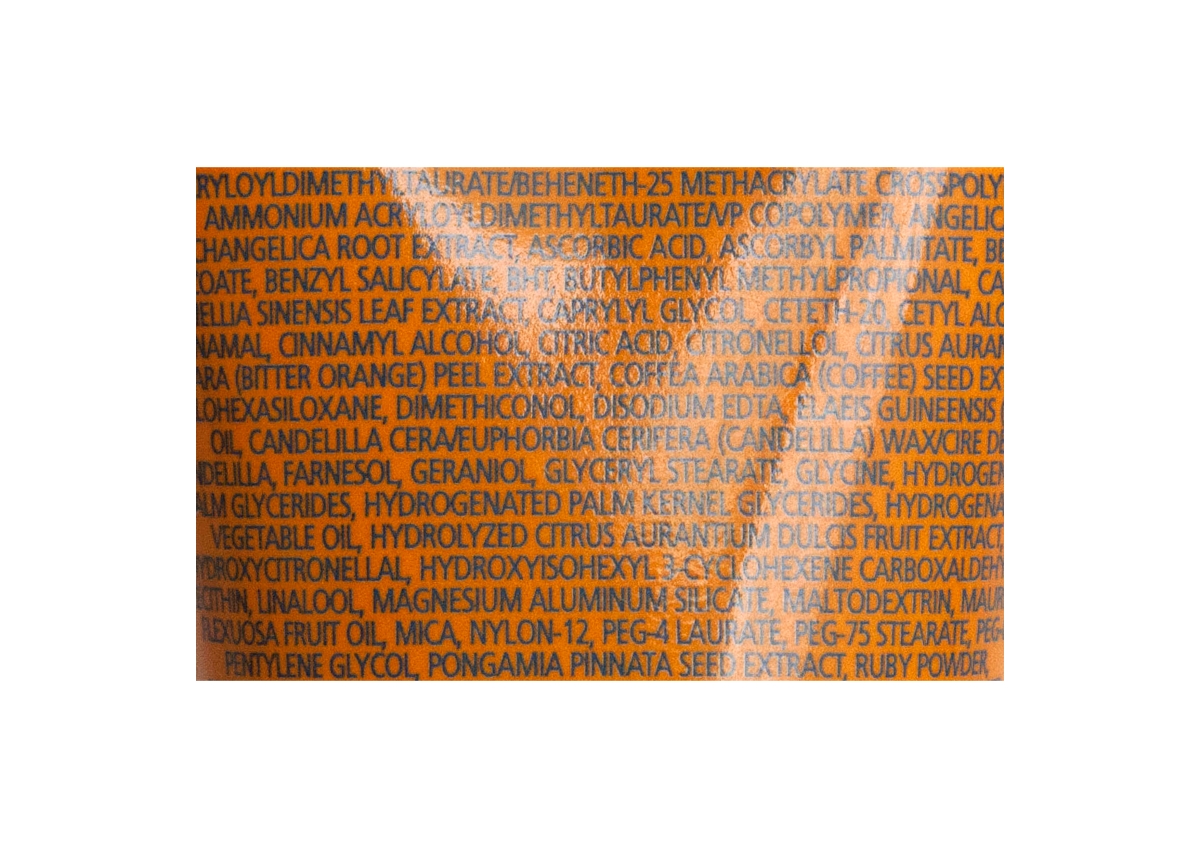 RYLOYLDIMETHYLTAURATE/BEHENETH-25 METHACRYLATE CROSSPOLY
AMMONIUM ACRYLOYLDIMETHYLTAURATE/VP COPOLYMER, ANGELIC
CHANGELICA ROOT EXTRACT, ASCORBIC ACID, ASCORBYL PALMITATE, BE
OATE, BENZYL SALICYLATE, BHT, BUTYLPHENYL METHYLPROPIONAL, CA
ELLIA SINENSIS LEAF EXTRACT, CAPRYLYL GLYCOL, CETETH-20, CETYL ALC
NAMAL, CINNAMYL ALCOHOL, CITRIC ACID, CITRONELLOL, CITRUS AURAN
ARA (BITTER ORANGE) PEEL EXTRACT, COFFEA ARABICA (COFFEE) SEED EX
LOHEXASILOXANE, DIMETHICONOL, DISODIUM EDTA, ELAEIS GUINEENSIS (
OIL, CANDELILLA CERA/EUPHORBIA CERIFERA (CANDELILLA) WAX/CIRE DE
NDELILLA, FARNESOL, GERANIOL, GLYCERYL STEARATE, GLYCINE, HYDROGEN
ALM GLYCERIDES, HYDROGENATED PALM KERNEL GLYCERIDES, HYDROGENA
VEGETABLE OIL, HYDROLYZED CITRUS AURANTIUM DULCIS FRUIT EXTRACT,
YDROXYCITRONELLAL, HYDROXYISOHEXYL 3-CYCLOHEXENE CARBOXALDEHY
CITHIN, LINALOOL, MAGNESIUM ALUMINUM SILICATE, MALTODEXTRIN, MAUR
LEXUOSA FRUIT OIL, MICA, NYLON-12, PEG-4 LAURATE, PEG-75 STEARATE, PEG-
PENTYLENE GLYCOL, PONGAMIA PINNATA SEED EXTRACT, RUBY POWDER,